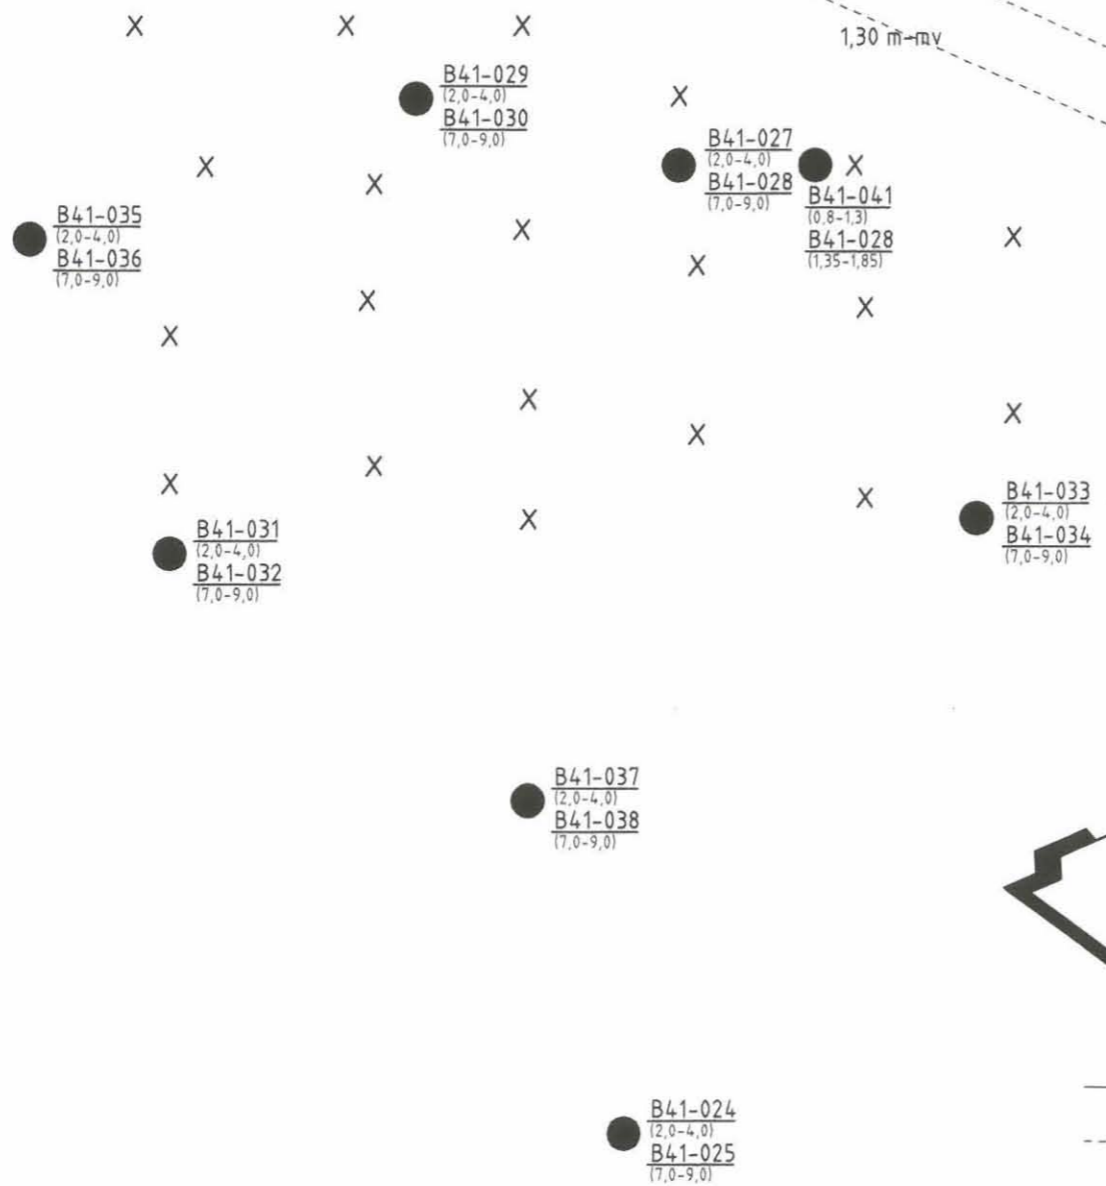 X X X
1,30 m-mv
B41-029
(2,0-4,0)
B41-030
(7,0-9,0)
X
B41-027
(2,0-4,0)
B41-028
(7,0-9,0)
X X X
B41-041
(0,8-1,3)
B41-028
(1,35-1,85)
B41-035
(2,0-4,0)
B41-036
(7,0-9,0)
X X
X
X X
X
X X
X X
X X
B41-033
(2,0-4,0)
B41-034
(7,0-9,0)
X
B41-031
(2,0-4,0)
B41-032
(7,0-9,0)
B41-037
(2,0-4,0)
B41-038
(7,0-9,0)
B41-024
(2,0-4,0)
B41-025
(7,0-9,0)